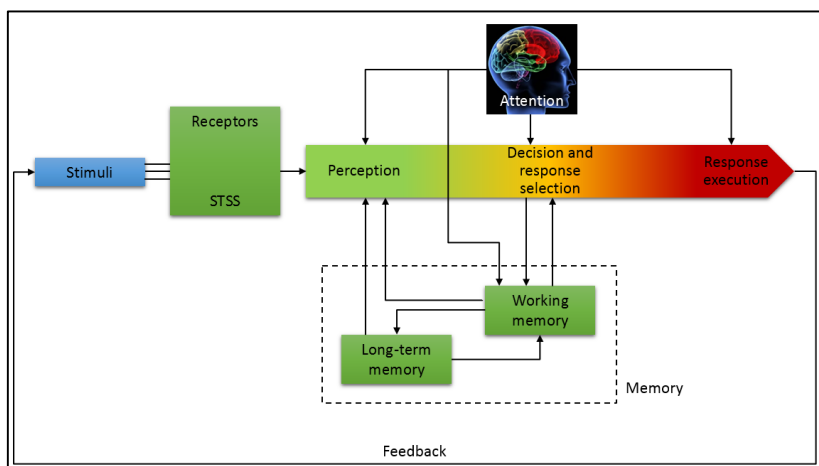 Attention
Receptors
STSS
Stimuli
Perception
Decision and
response
selection
Response
execution
Working
memory
Long-term
memory
Memory
Feedback